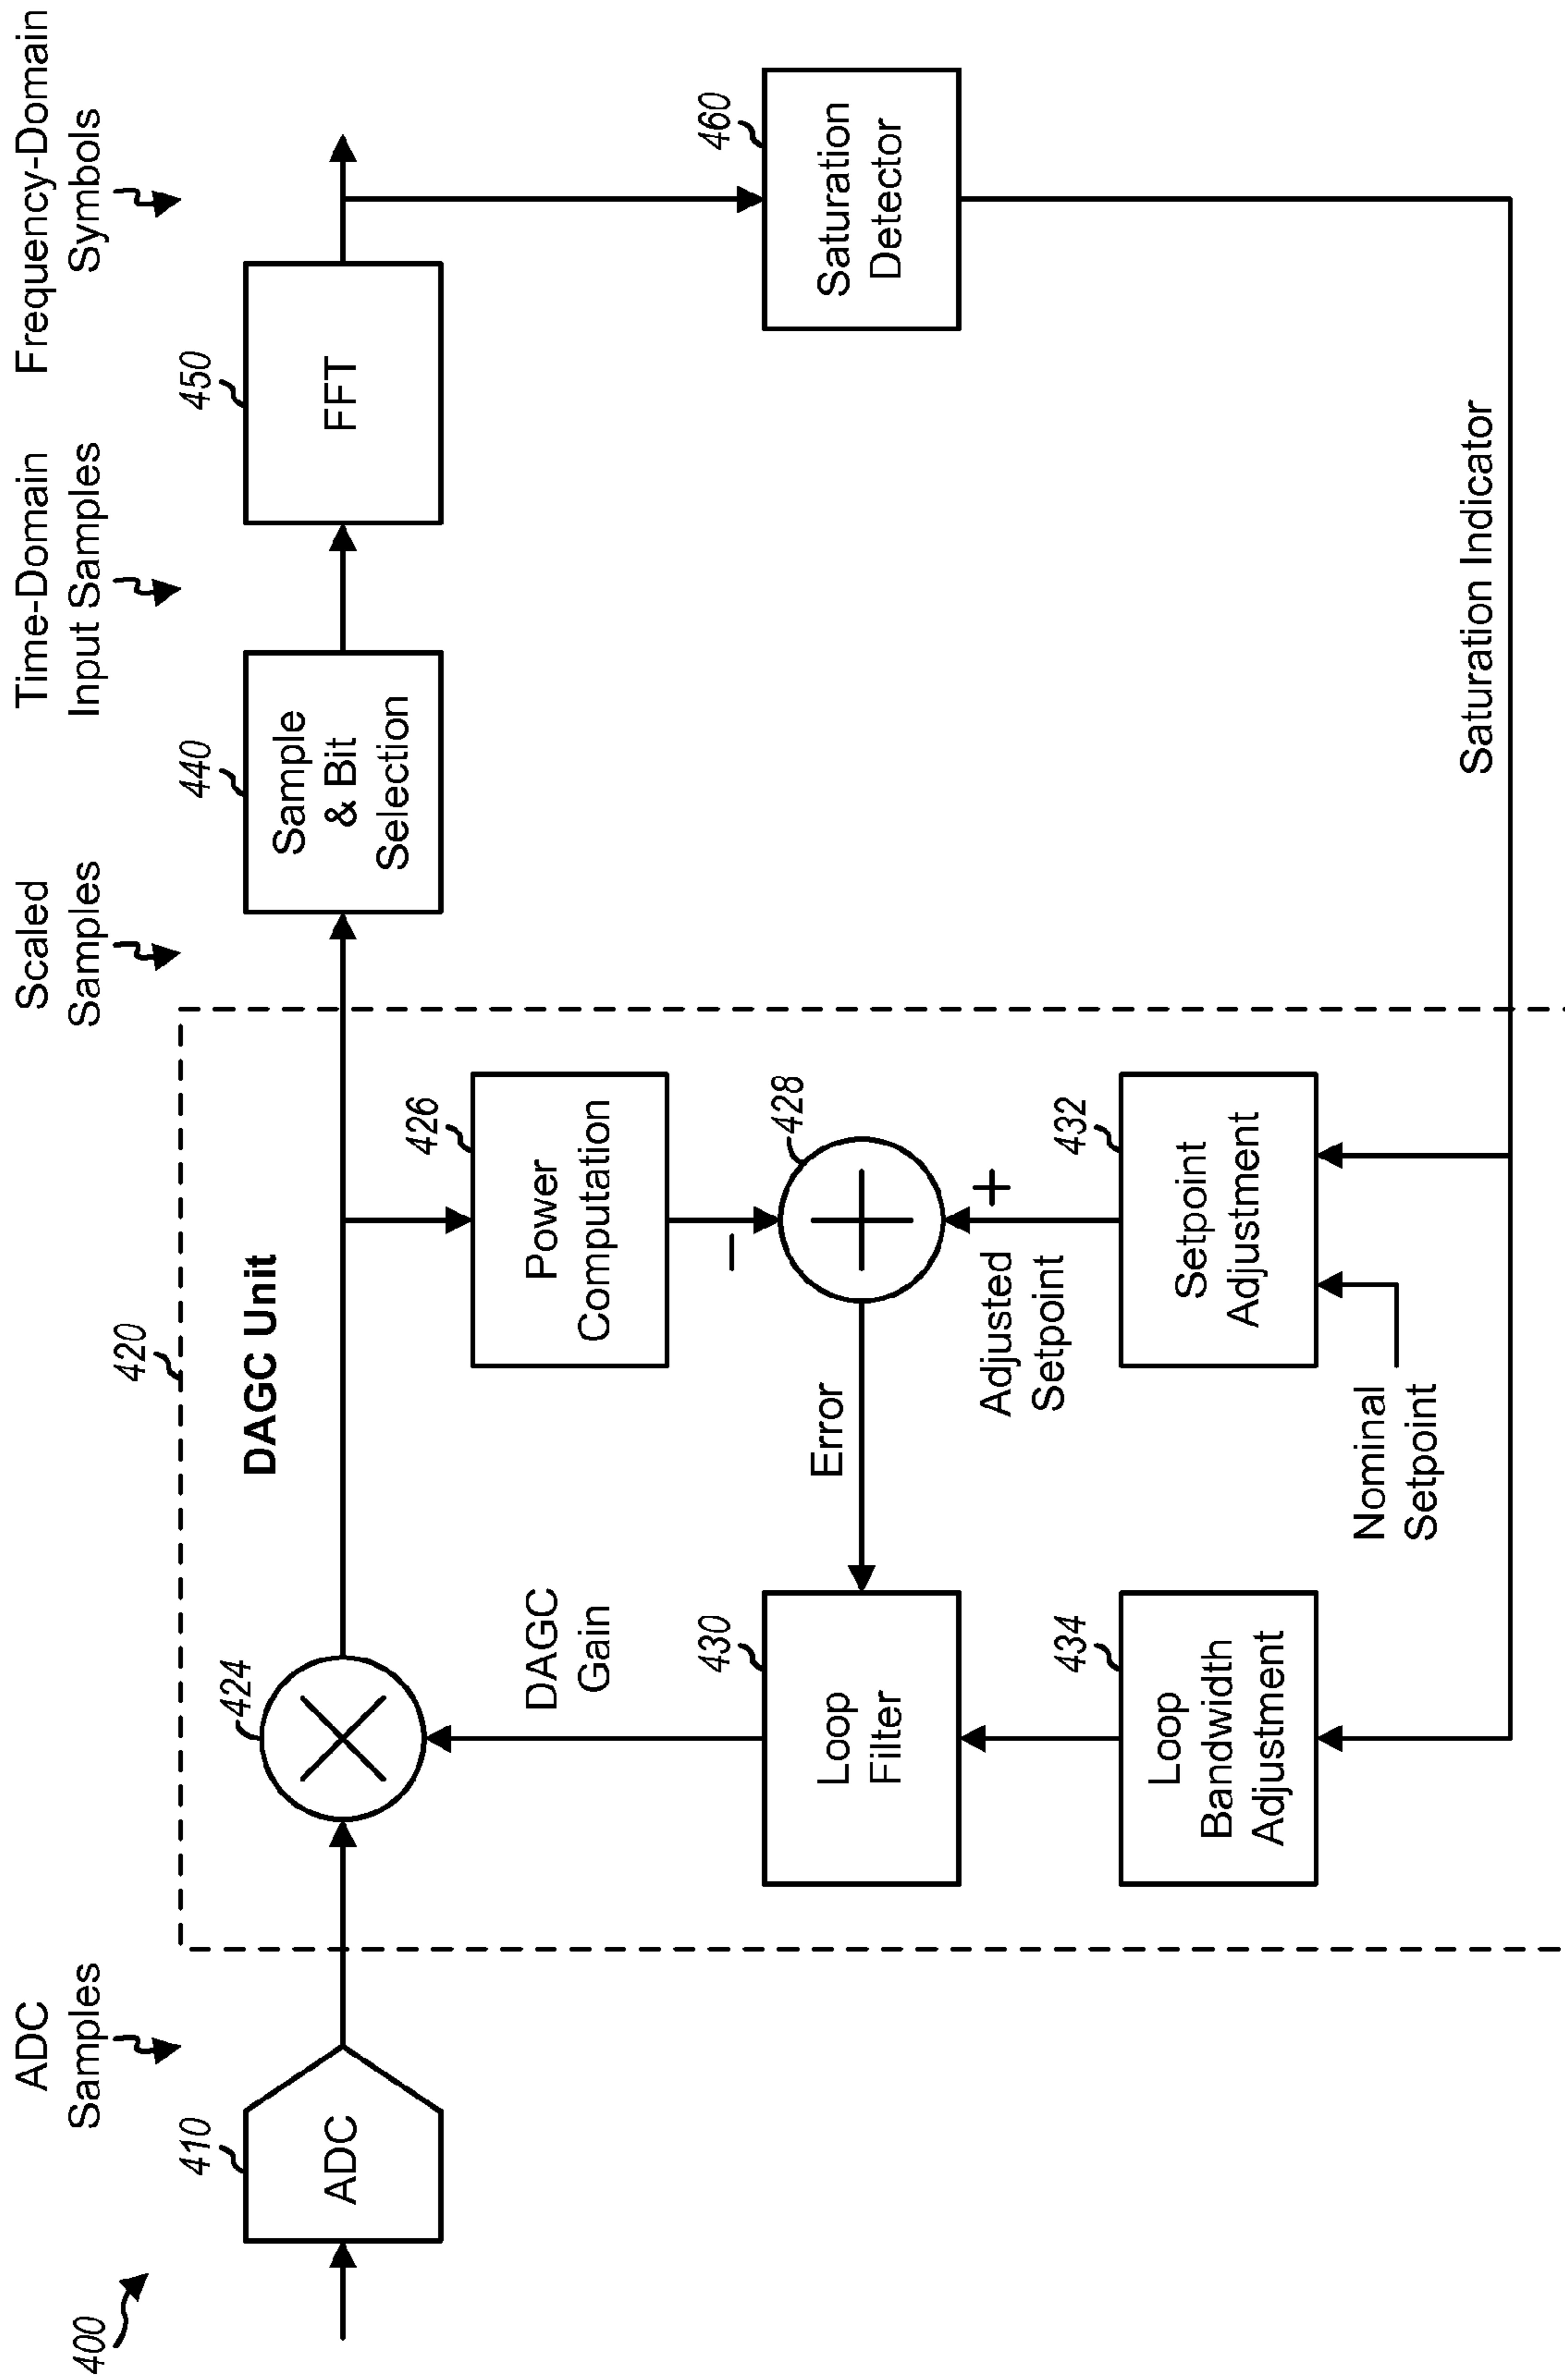 400
ADC
Samples
Scaled
Samples
Time-Domain
Input Samples
Frequency-Domain
Symbols
410
ADC
420
DAGC Unit
424
440
Sample
& Bit
Selection
450
FFT
426
Power
Computation
−
428
+
Error
DAGC
Gain
430
Loop
Filter
Adjusted
Setpoint
+
460
Saturation
Detector
434
Loop
Bandwidth
Adjustment
432
Setpoint
Adjustment
Nominal
Setpoint
Saturation Indicator